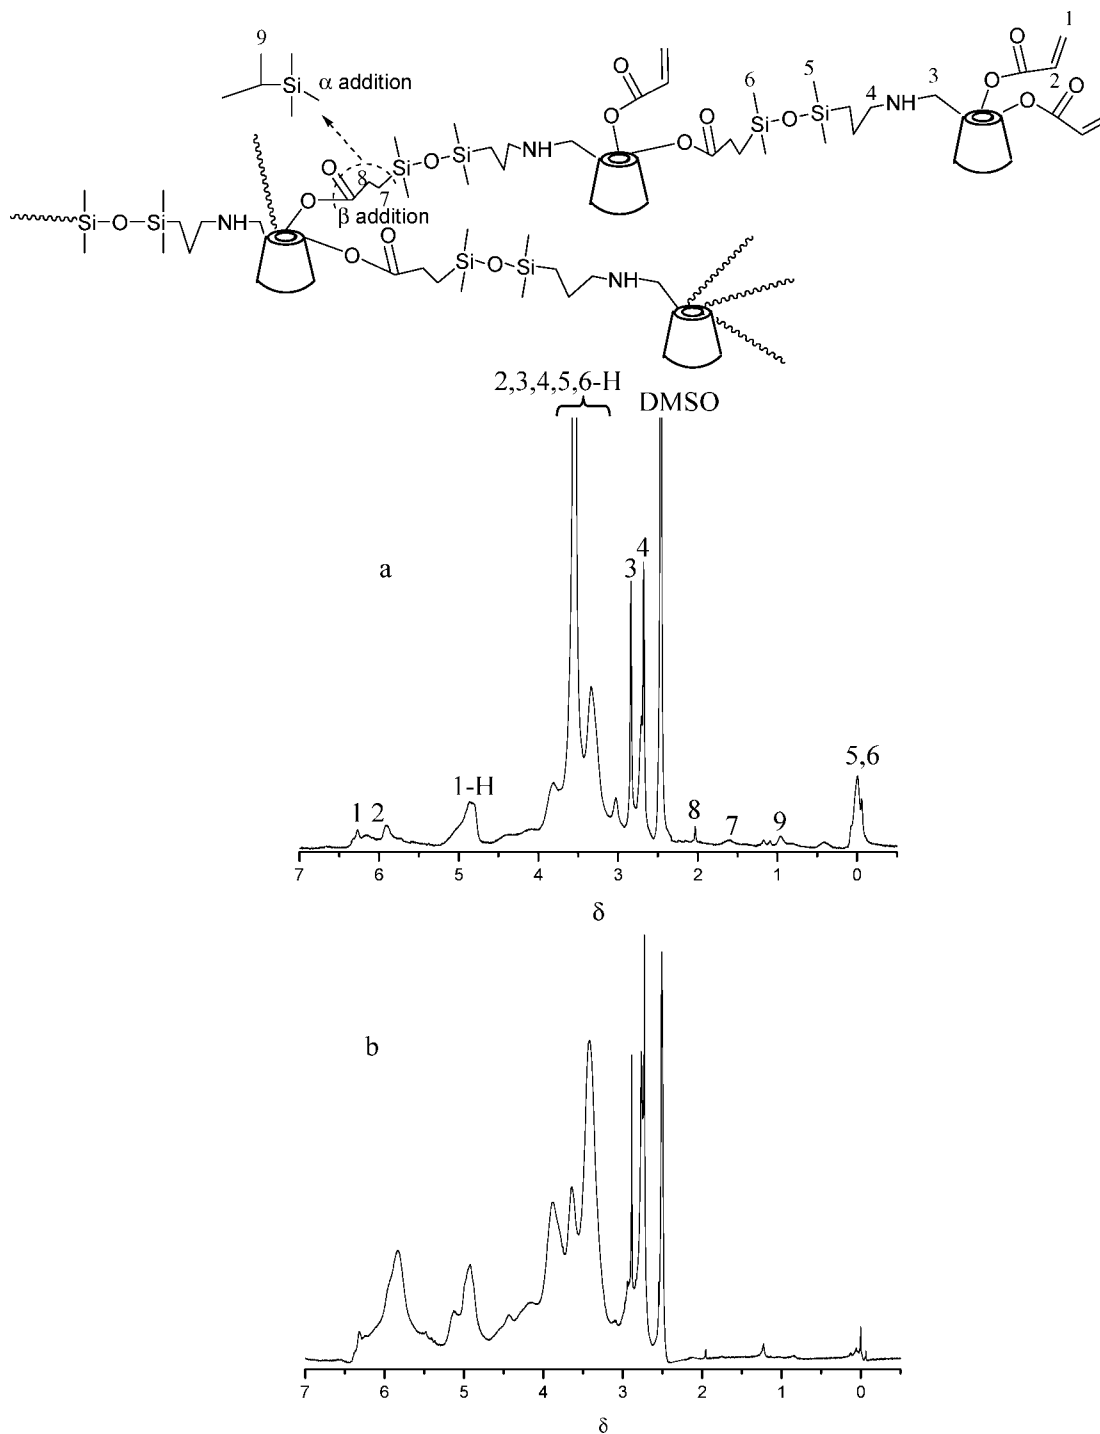 1
9
6
5
O
O
3
2
Si
α addition
O
O
O
4
O
O
Si
Si
NH
O
O
O
Si
O
Si
NH
8
7
O
β addition
Si
O
Si
NH
O
O
O
Si
O
Si
NH
2,3,4,5,6-H
DMSO
a
3
4
1-H
5,6
1
2
8
7
9
7
6
5
4
3
2
1
0
δ
b
7
6
5
4
3
2
1
0
δ